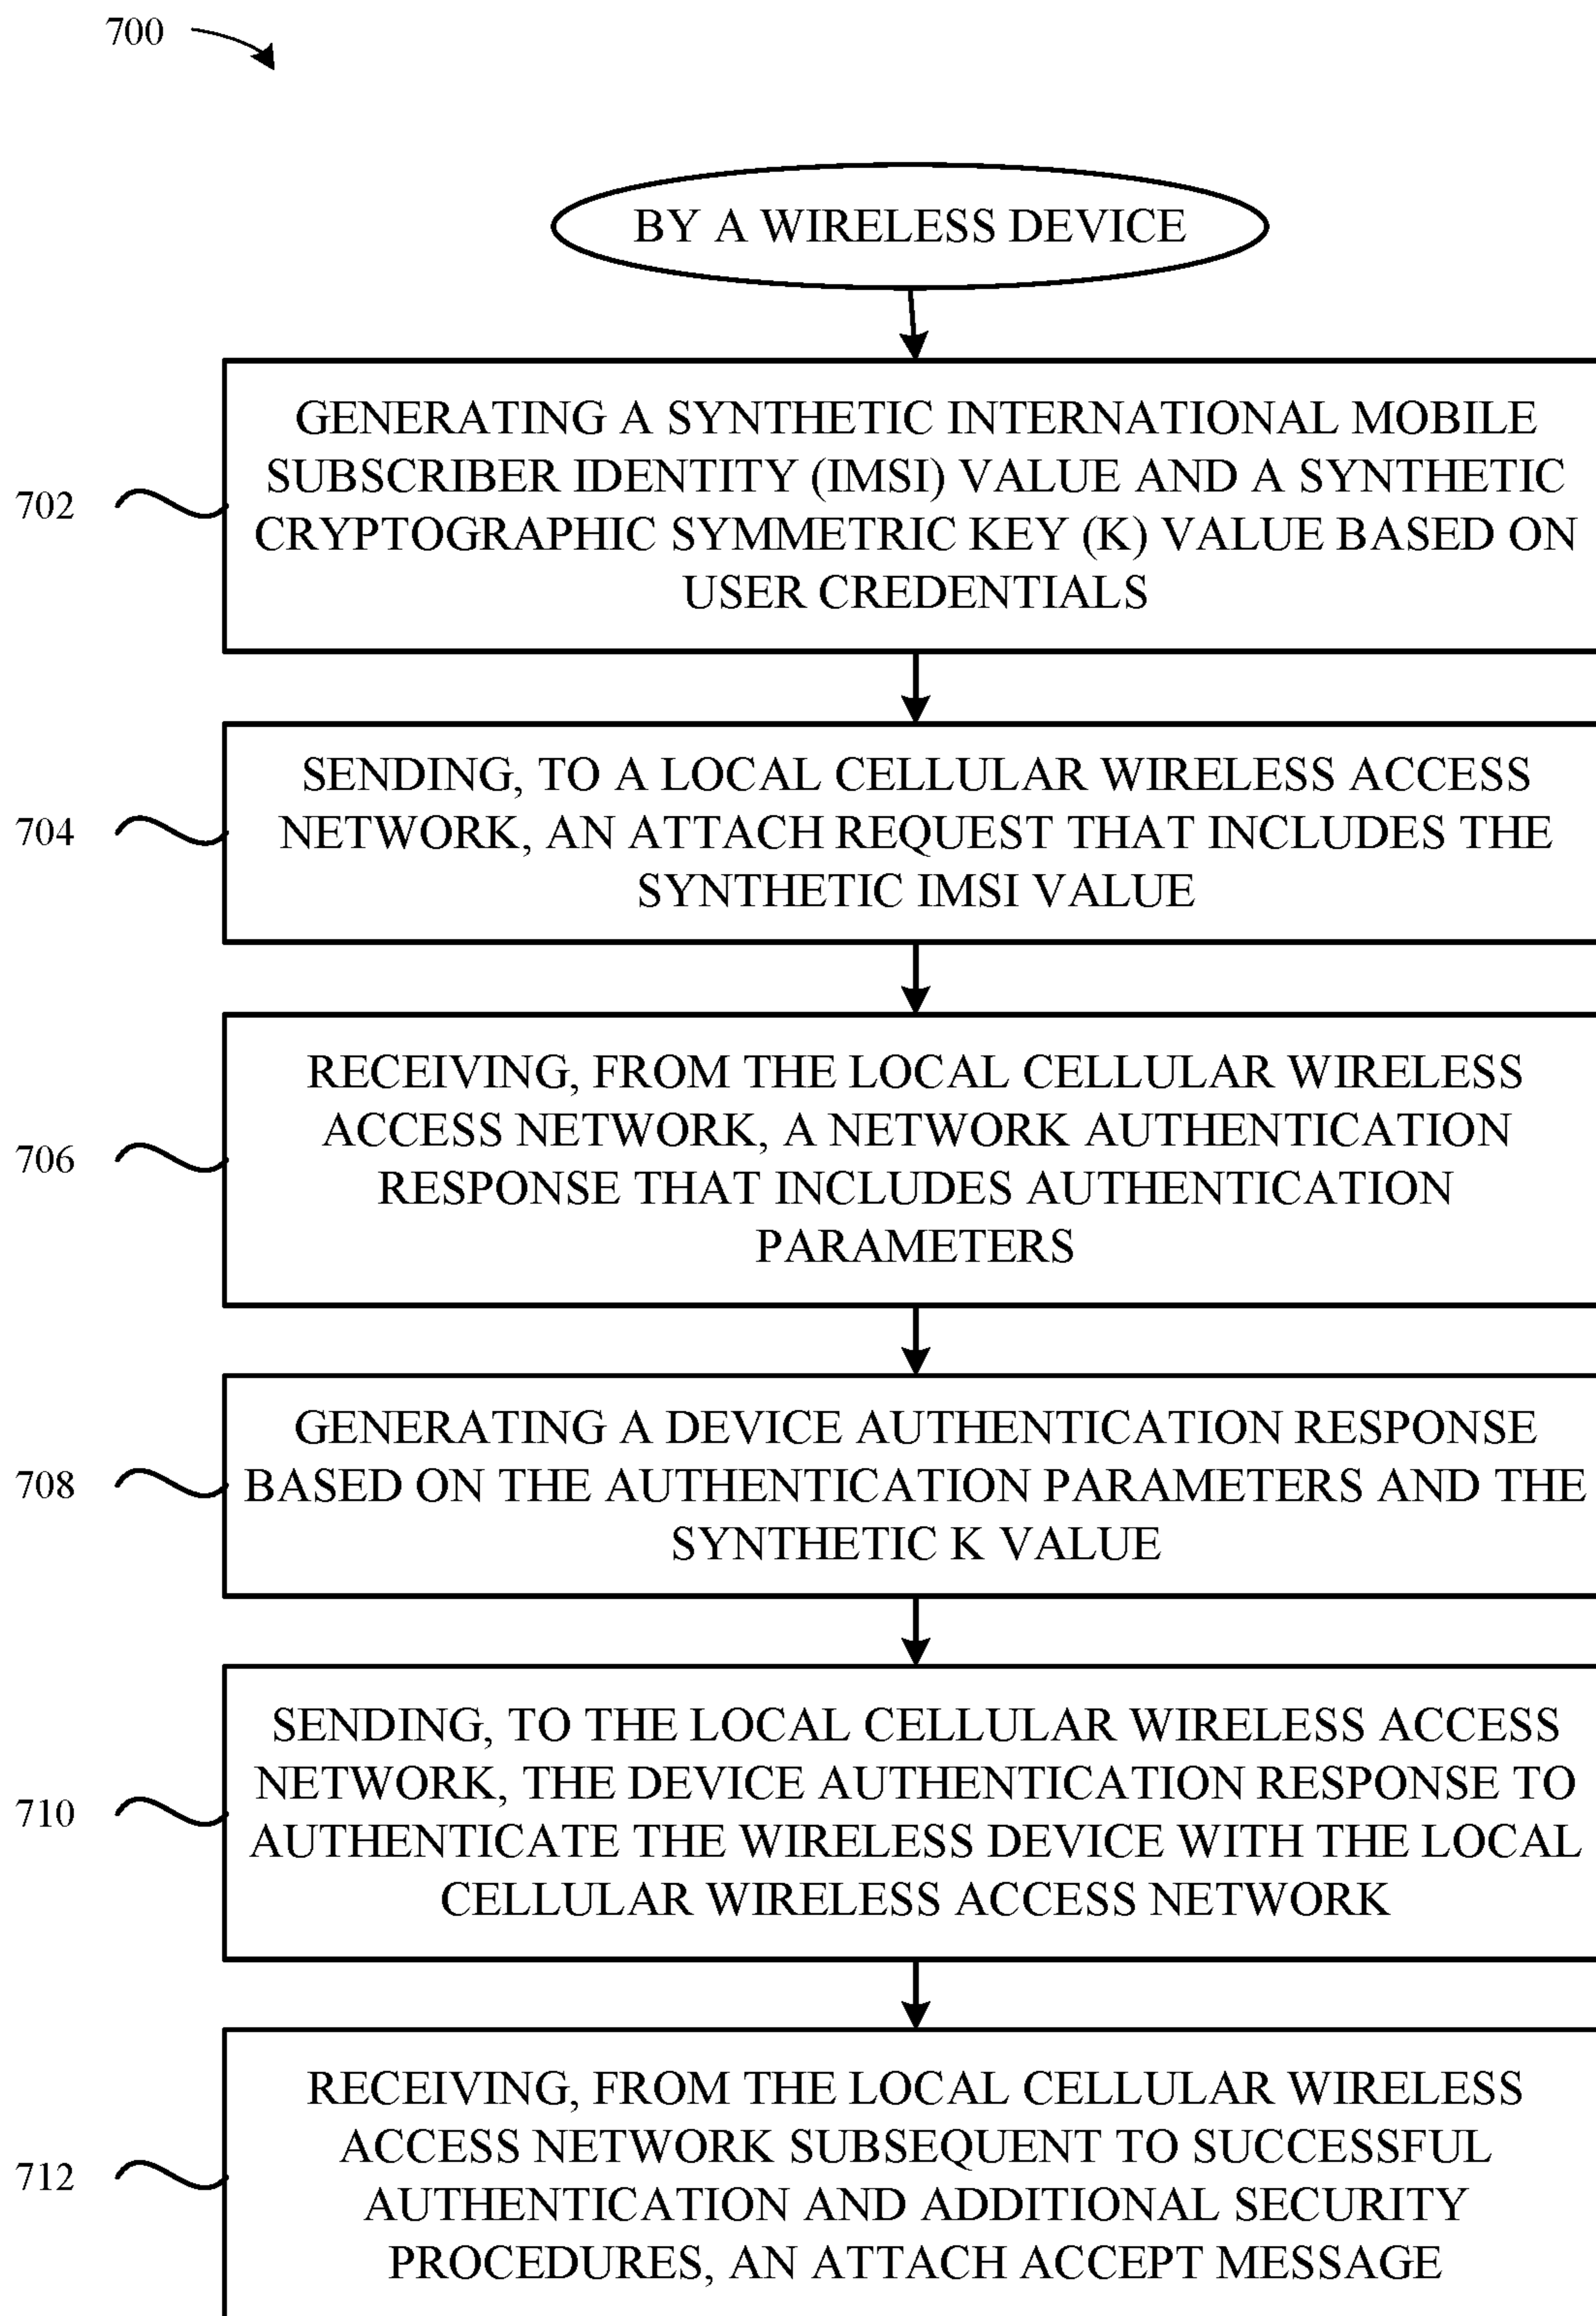 700
BY A WIRELESS DEVICE
702
GENERATING A SYNTHETIC INTERNATIONAL MOBILE
SUBSCRIBER IDENTITY (IMSI) VALUE AND A SYNTHETIC
CRYPTOGRAPHIC SYMMETRIC KEY (K) VALUE BASED ON
USER CREDENTIALS
704
SENDING, TO A LOCAL CELLULAR WIRELESS ACCESS
NETWORK, AN ATTACH REQUEST THAT INCLUDES THE
SYNTHETIC IMSI VALUE
706
RECEIVING, FROM THE LOCAL CELLULAR WIRELESS
ACCESS NETWORK, A NETWORK AUTHENTICATION
RESPONSE THAT INCLUDES AUTHENTICATION
PARAMETERS
708
GENERATING A DEVICE AUTHENTICATION RESPONSE
BASED ON THE AUTHENTICATION PARAMETERS AND THE
SYNTHETIC K VALUE
710
SENDING, TO THE LOCAL CELLULAR WIRELESS ACCESS
NETWORK, THE DEVICE AUTHENTICATION RESPONSE TO
AUTHENTICATE THE WIRELESS DEVICE WITH THE LOCAL
CELLULAR WIRELESS ACCESS NETWORK
712
RECEIVING, FROM THE LOCAL CELLULAR WIRELESS
ACCESS NETWORK SUBSEQUENT TO SUCCESSFUL
AUTHENTICATION AND ADDITIONAL SECURITY
PROCEDURES, AN ATTACH ACCEPT MESSAGE